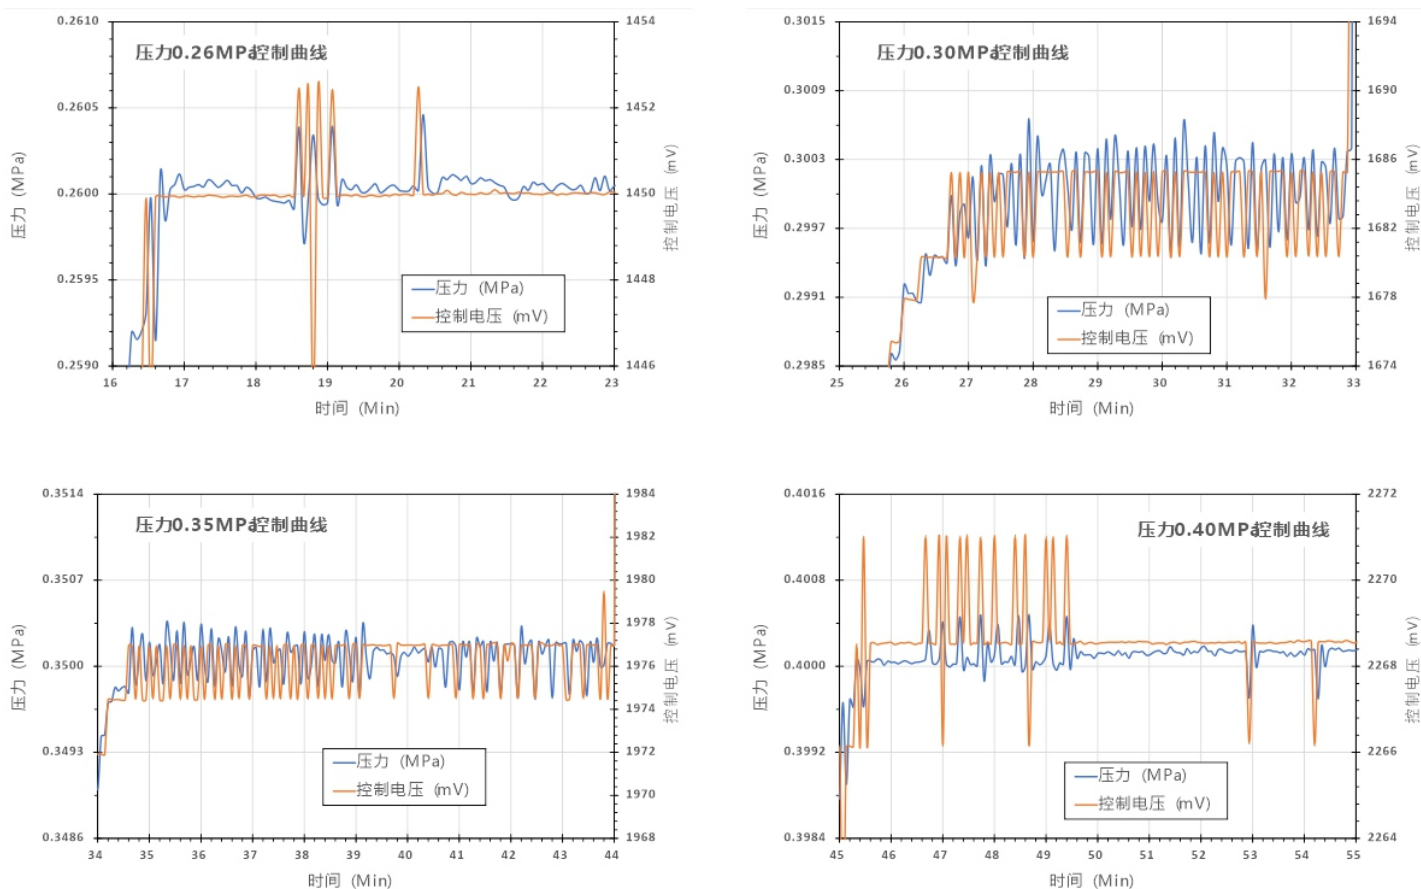 压力0.26MPa控制曲线
0.2610
0.2605
0.2600
0.2595
0.2590
压力 (MPa)
1454
1452
1450
1448
1446
控制电压 (mV)
压力 (MPa)
控制电压 (mV)
16 17 18 19 20 21 22 23
时间 (Min)
压力0.30MPa控制曲线
0.3015
0.3009
0.3003
0.2997
0.2991
0.2985
压力 (MPa)
1694
1690
1686
1682
1678
1674
控制电压 (mV)
压力 (MPa)
控制电压 (mV)
25 26 27 28 29 30 31 32 33
时间 (Min)
压力0.35MPa控制曲线
0.3514
0.3507
0.3500
0.3493
0.3486
压力 (MPa)
1984
1982
1980
1978
1976
1974
1972
1970
1968
控制电压 (mV)
压力 (MPa)
控制电压 (mV)
34 35 36 37 38 39 40 41 42 43 44
时间 (Min)
压力0.40MPa控制曲线
0.4016
0.4008
0.4000
0.3992
0.3984
压力 (MPa)
2272
2270
2268
2266
2264
控制电压 (mV)
压力 (MPa)
控制电压 (mV)
45 46 47 48 49 50 51 52 53 54 55
时间 (Min)